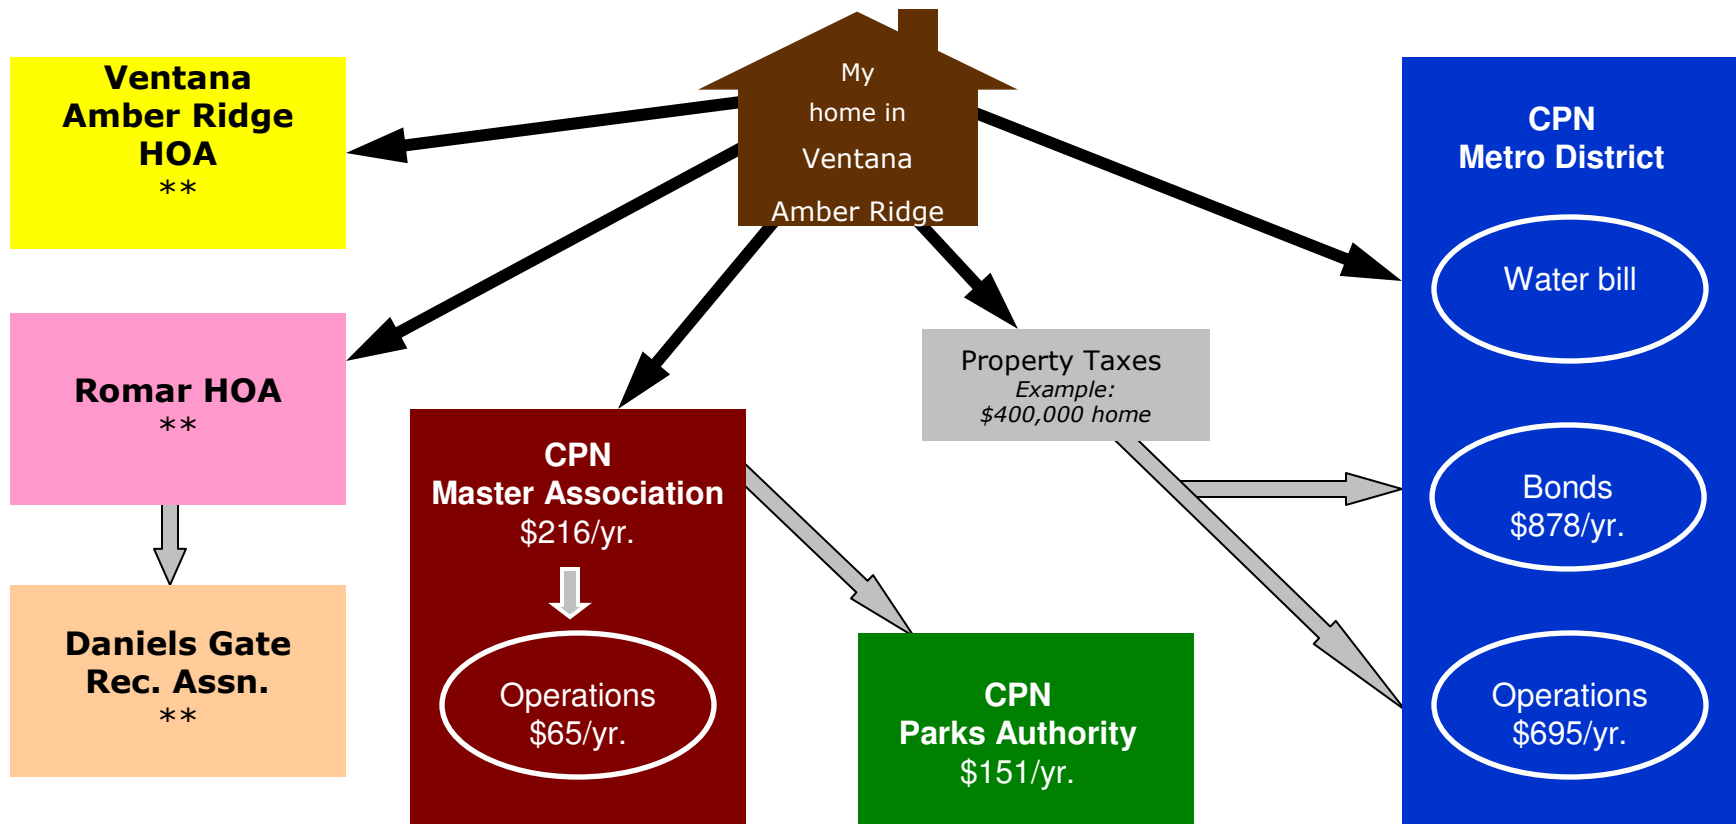 My
home in
Ventana
Amber Ridge
Ventana
Amber Ridge
HOA
**
Romar HOA
**
Daniels Gate
Rec. Assn.
**
CPN
Master Association
$216/yr.
Operations
$65/yr.
Property Taxes
Example:
$400,000 home
CPN
Parks Authority
$151/yr.
CPN
Metro District
Water bill
Bonds
$878/yr.
Operations
$695/yr.